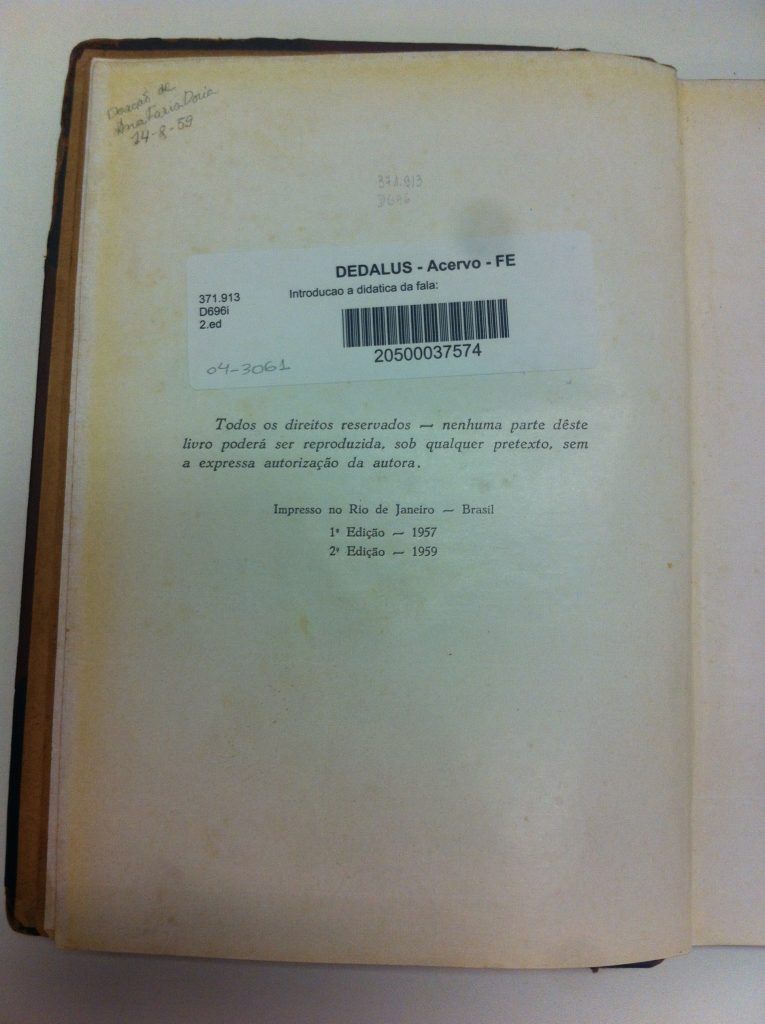 Doação de
Ana Faria Doria
14-8-59
371.913
D696
DEDALUS - Acervo - FE
Introducao a didatica da fala:
371.913
D696i
2.ed
20500037574
04-3061
Todos os direitos reservados — nenhuma parte dêste
livro poderá ser reproduzida, sob qualquer pretexto, sem
a expressa autorização da autora.
Impresso no Rio de Janeiro — Brasil
1ª Edição — 1957
2ª Edição — 1959